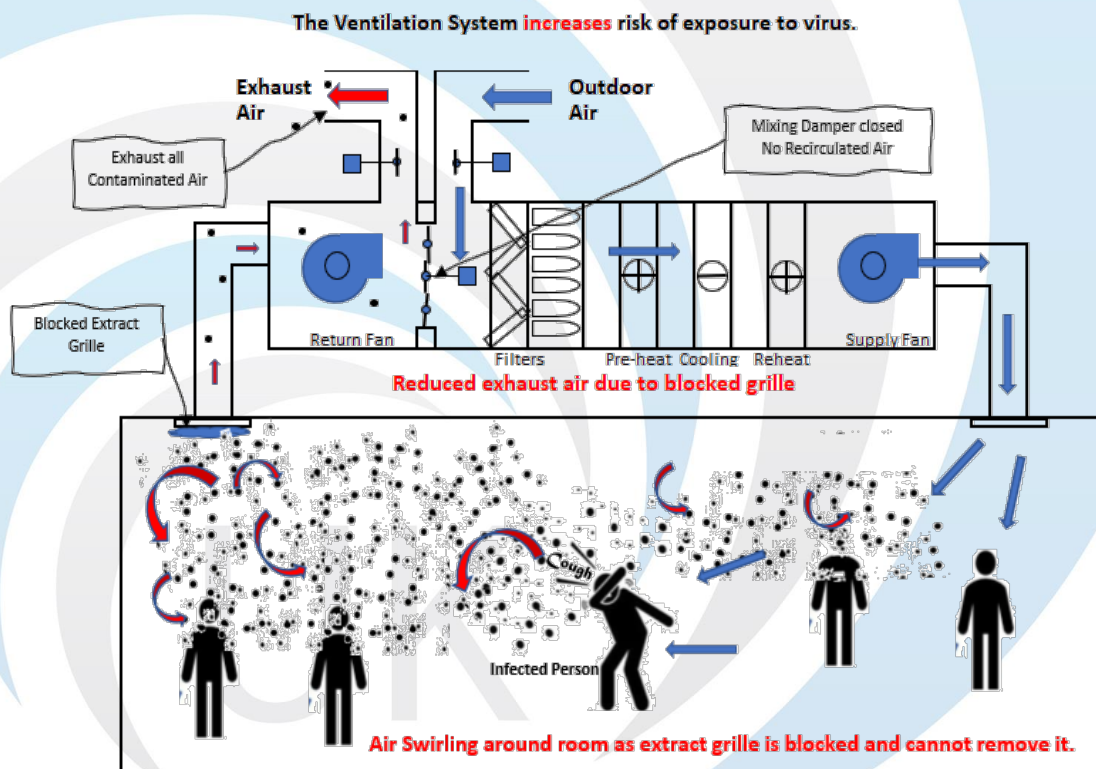 The Ventilation System increases risk of exposure to virus.
Exhaust
Air
Outdoor
Air
Mixing Damper closed
No Recirculated Air
Exhaust all
Contaminated Air
Blocked Extract
Grille
Return Fan
Filters
Pre-heat
Cooling
Reheat
Supply Fan
Reduced exhaust air due to blocked grille
Cough
Infected Person
Air Swirling around room as extract grille is blocked and cannot remove it.